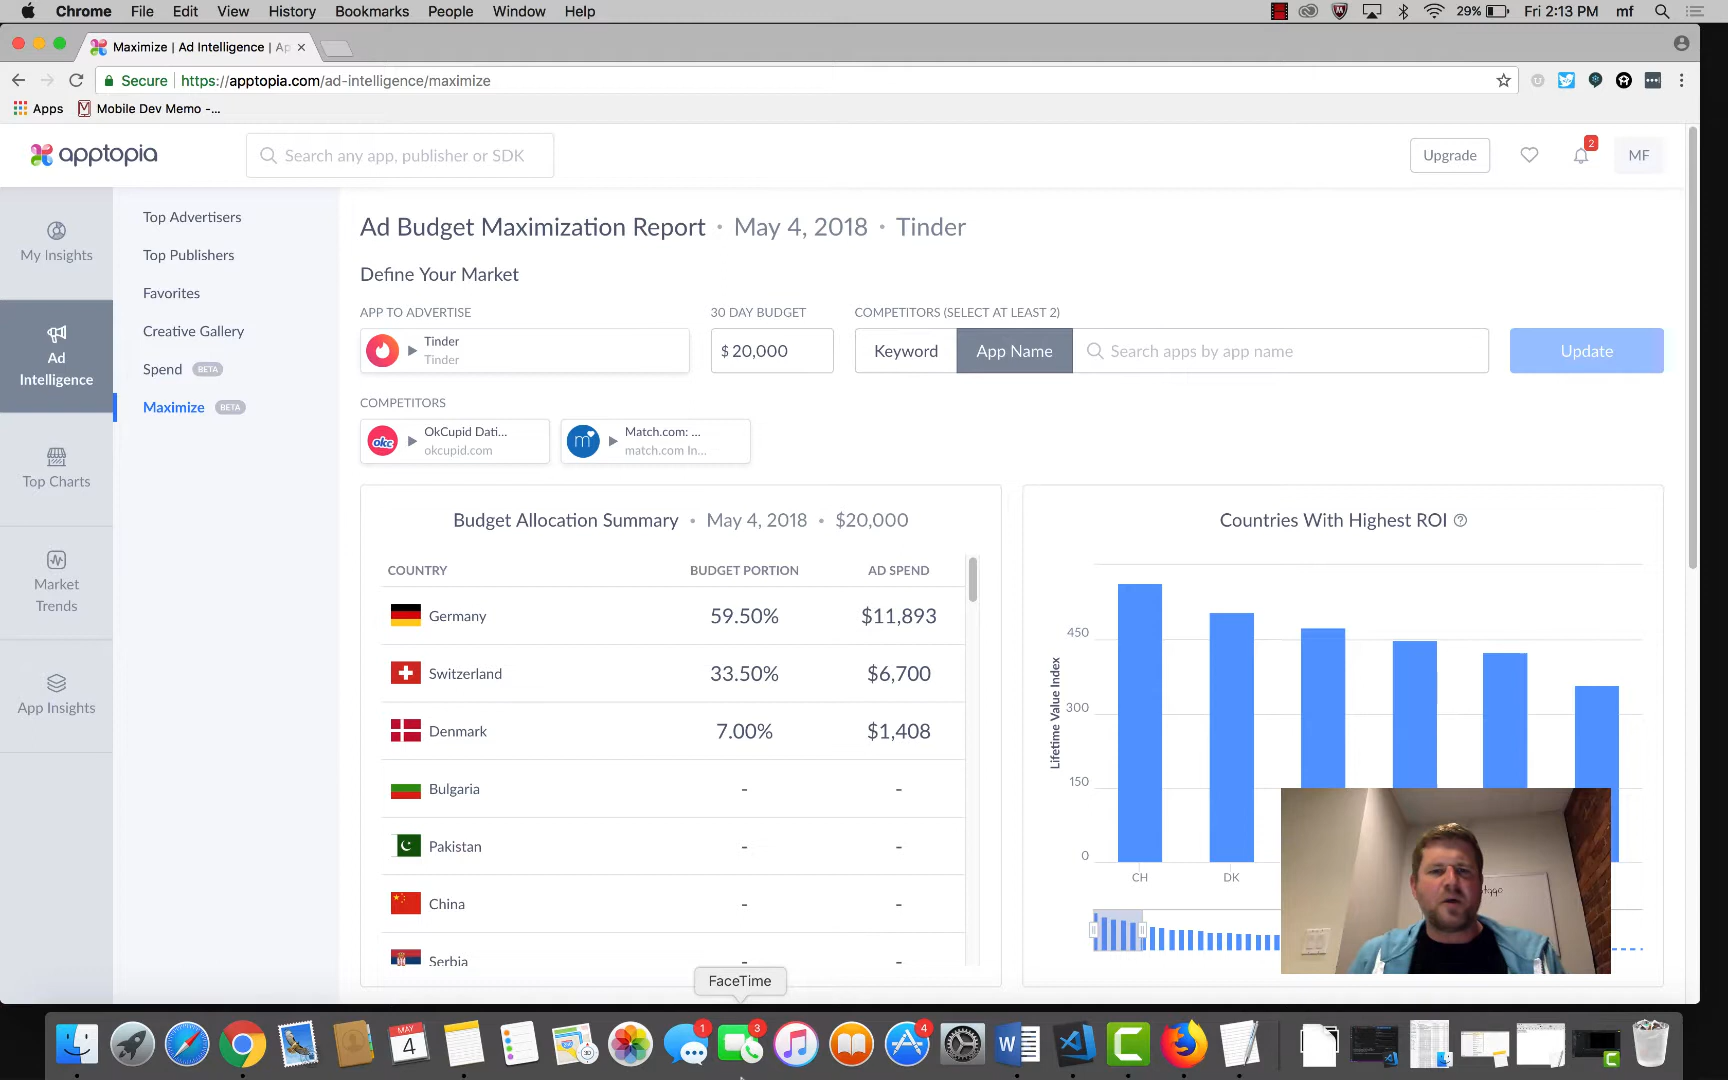 Chrome File Edit View History Bookmarks People Window Help 29% Fri 2:13 PM mf
Maximize | Ad Intelligence | Ap
Secure https://apptopia.com/ad-intelligence/maximize
Apps Mobile Dev Memo -...
apptopia Search any app, publisher or SDK Upgrade 2 MF
My Insights
Ad Intelligence
Top Charts
Market Trends
App Insights
Top Advertisers
Top Publishers
Favorites
Creative Gallery
Spend BETA
Maximize BETA
Ad Budget Maximization Report • May 4, 2018 • Tinder
Define Your Market
APP TO ADVERTISE 30 DAY BUDGET COMPETITORS (SELECT AT LEAST 2)
Tinder
Tinder
$ 20,000 Keyword App Name Search apps by app name Update
COMPETITORS
okc OkCupid Dati...
okcupid.com
m Match.com: ...
match.com In...
Budget Allocation Summary • May 4, 2018 • $20,000
COUNTRY BUDGET PORTION AD SPEND
Germany 59.50% $11,893
Switzerland 33.50% $6,700
Denmark 7.00% $1,408
Bulgaria - -
Pakistan - -
China - -
Serbia - -
Countries With Highest ROI
Lifetime Value Index
450
300
150
0
CH DK
FaceTime
MAY
4
1 3 4
W